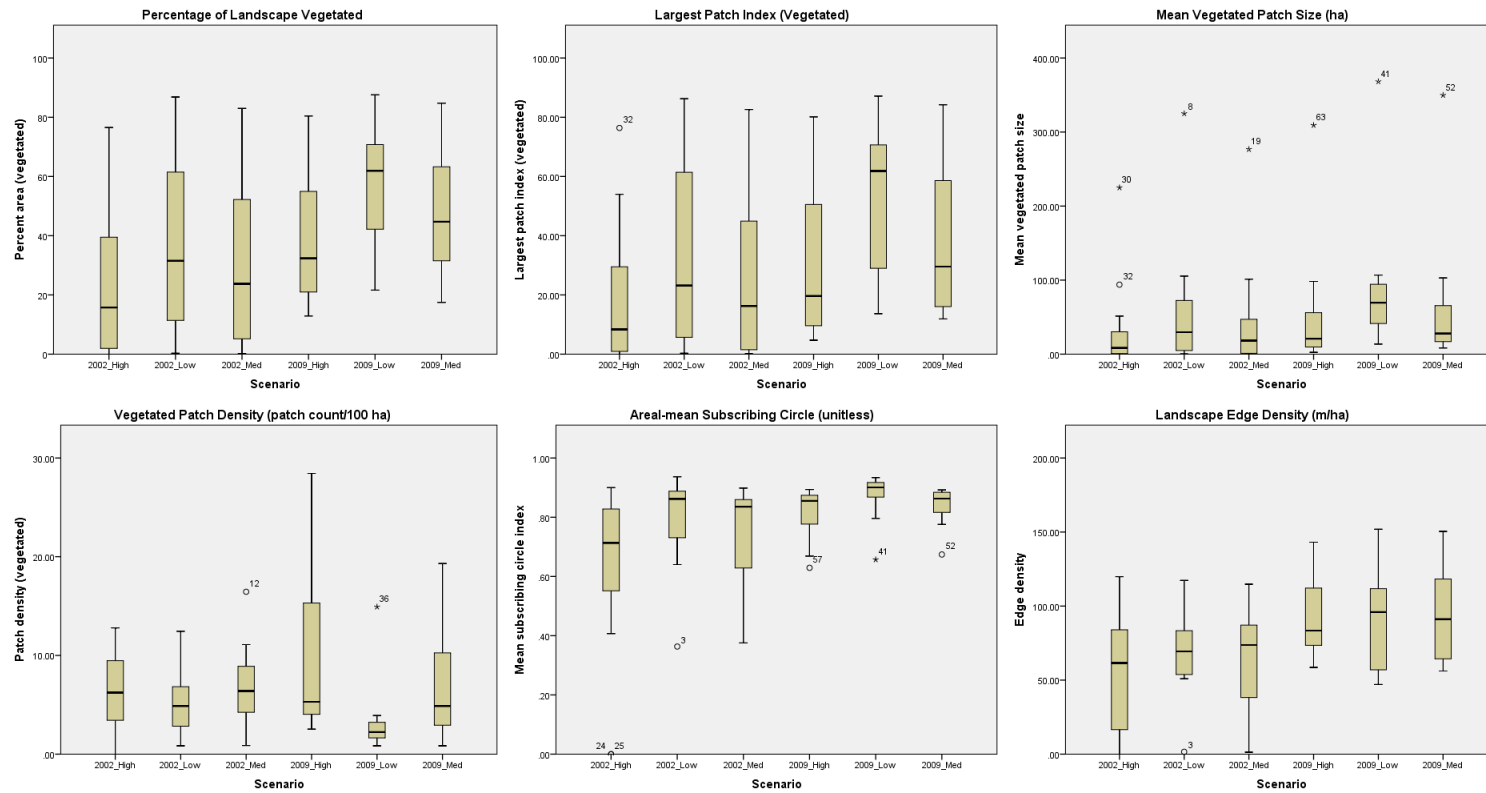 Percentage of Landscape Vegetated
Percent area (vegetated)
100
80
60
40
20
0
2002_High 2002_Low 2002_Med 2009_High 2009_Low 2009_Med
Scenario
Largest Patch Index (Vegetated)
Largest patch index (vegetated)
100.00
80.00
60.00
40.00
20.00
.00
32
2002_High 2002_Low 2002_Med 2009_High 2009_Low 2009_Med
Scenario
Mean Vegetated Patch Size (ha)
Mean vegetated patch size
400.00
300.00
200.00
100.00
.00
30
32
8
19
63
41
52
2002_High 2002_Low 2002_Med 2009_High 2009_Low 2009_Med
Scenario
Vegetated Patch Density (patch count/100 ha)
Patch density (vegetated)
30.00
20.00
10.00
.00
12
36
2002_High 2002_Low 2002_Med 2009_High 2009_Low 2009_Med
Scenario
Areal-mean Subscribing Circle (unitless)
Mean subscribing circle index
1.00
.80
.60
.40
.20
.00
24 25
3
57
41
52
2002_High 2002_Low 2002_Med 2009_High 2009_Low 2009_Med
Scenario
Landscape Edge Density (m/ha)
Edge density
200.00
150.00
100.00
50.00
.00
3
2002_High 2002_Low 2002_Med 2009_High 2009_Low 2009_Med
Scenario